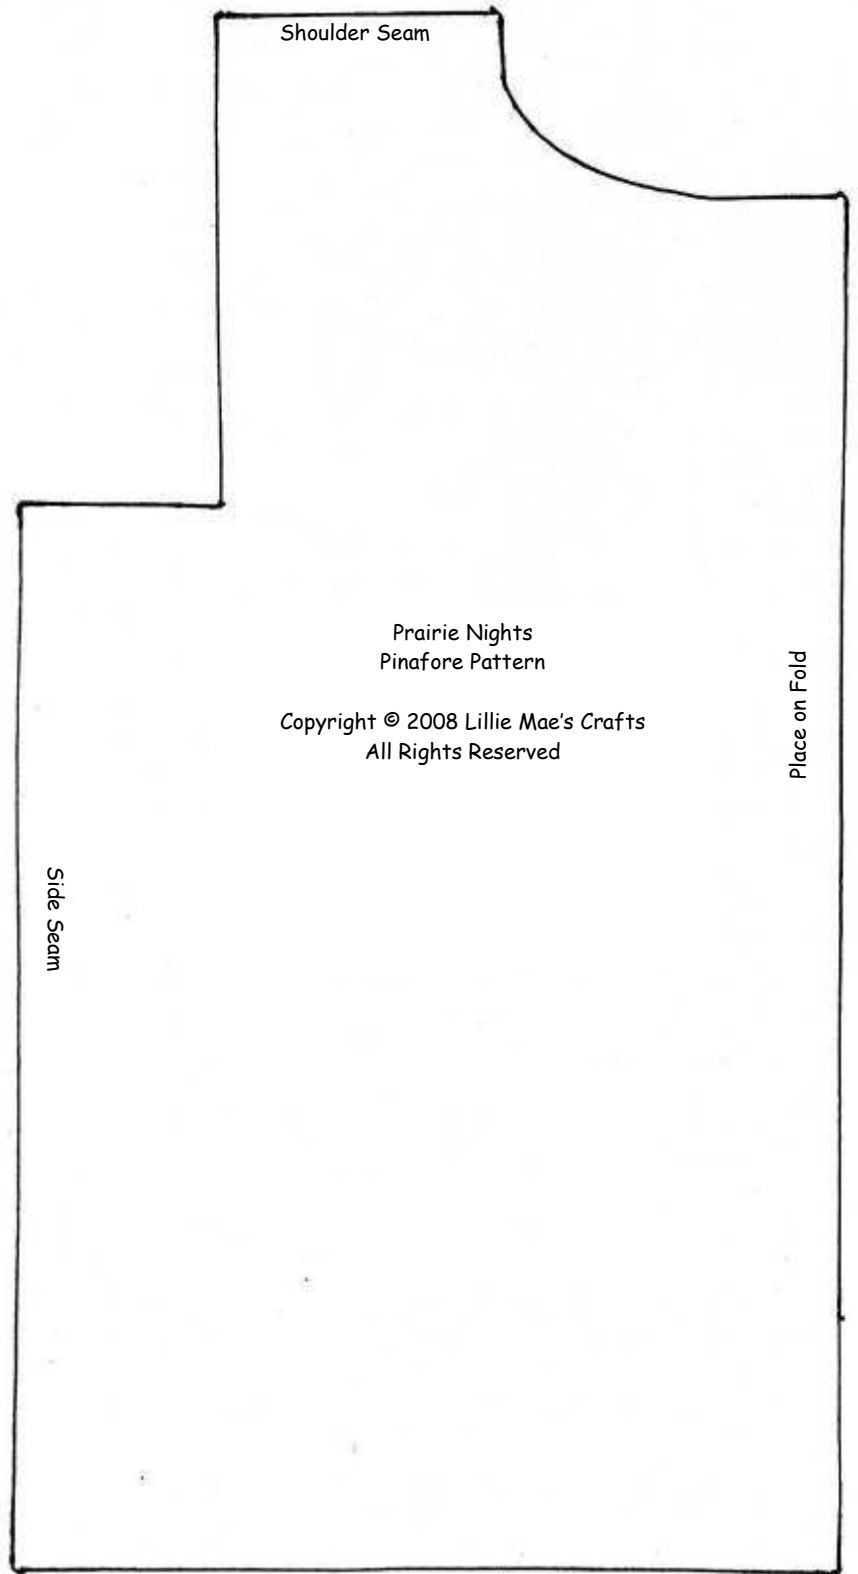 Shoulder Seam
Prairie Nights
Pinafore Pattern
Place on Fold
Copyright © 2008 Lillie Mae's Crafts
All Rights Reserved
Side Seam